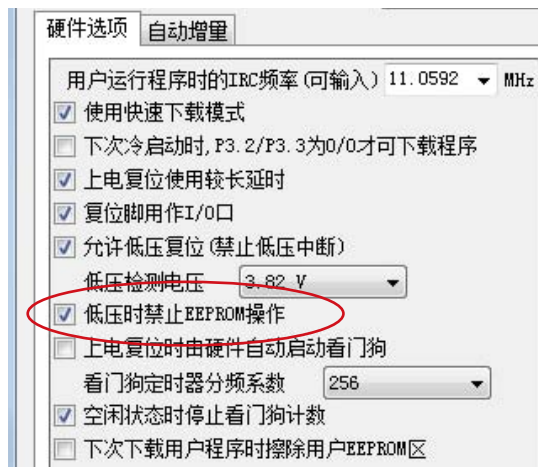 硬件选项 自动增量
用户运行程序时的IRC频率(可输入) 11.0592 MHz
使用快速下载模式
下次冷启动时,P3.2/P3.3为0/0才可下载程序
上电复位使用较长延时
复位脚用作I/O口
允许低压复位(禁止低压中断)
低压检测电压 3.82 V
低压时禁止EEPROM操作
上电复位时由硬件自动启动看门狗
看门狗定时器分频系数 256
空闲状态时停止看门狗计数
下次下载用户程序时擦除用户EEPROM区